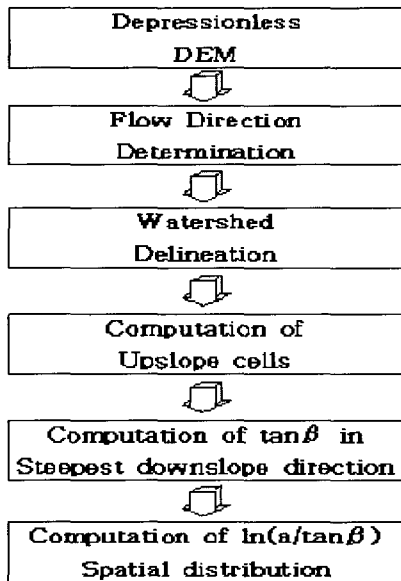 Depressionless
DEM
Flow Direction
Determination
Watershed
Delineation
Computation of
Upslope cells
Computation of tanβ in
Steepest downslope direction
Computation of ln(a/tanβ)
Spatial distribution